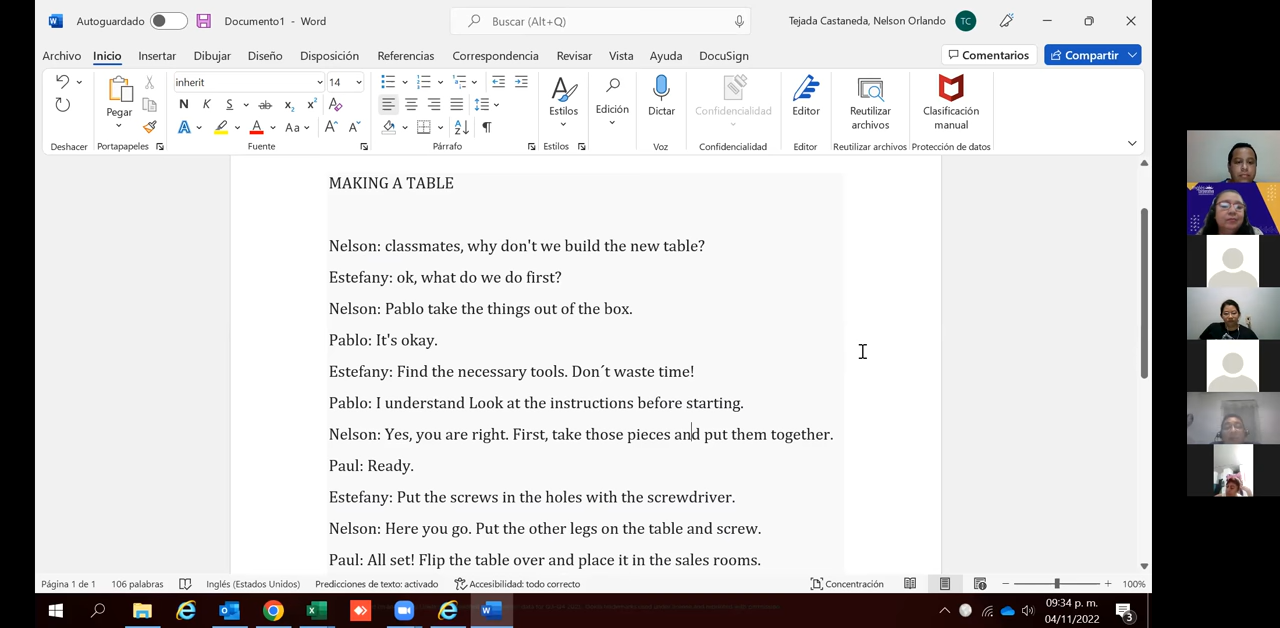 Autoguardado
Documento1 - Word
Buscar (Alt+Q)
Tejada Castaneda, Nelson Orlando
TC
Archivo Inicio Insertar Dibujar Diseño Disposición Referencias Correspondencia Revisar Vista Ayuda DocuSign
Comentarios
Compartir
inherit
14
Pegar
N K S ab x₂ x²
Aa
Estilos
Edición
Dictar
Confidencialidad
Editor
Reutilizar archivos
Clasificación manual
Deshacer Portapapeles Fuente Párrafo Estilos Voz Confidencialidad Editor Reutilizar archivos Protección de datos
MAKING A TABLE
Nelson: classmates, why don't we build the new table?
Estefany: ok, what do we do first?
Nelson: Pablo take the things out of the box.
Pablo: It's okay.
Estefany: Find the necessary tools. Don´t waste time!
Pablo: I understand Look at the instructions before starting.
Nelson: Yes, you are right. First, take those pieces and put them together.
Paul: Ready.
Estefany: Put the screws in the holes with the screwdriver.
Nelson: Here you go. Put the other legs on the table and screw.
Paul: All set! Flip the table over and place it in the sales rooms.
Página 1 de 1 106 palabras Inglés (Estados Unidos) Predicciones de texto: activado Accesibilidad: todo correcto Concentración 100%
09:34 p. m.
04/11/2022
3